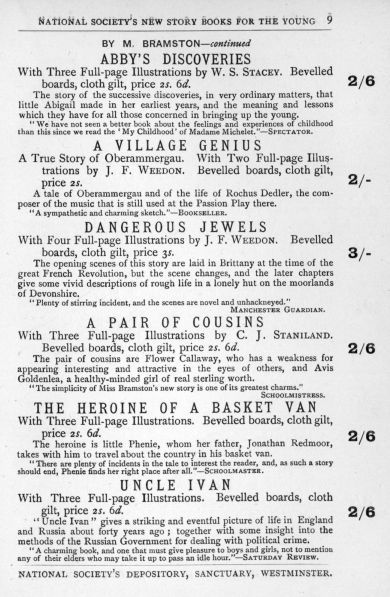 NATIONAL SOCIETY'S NEW STORY BOOKS FOR THE YOUNG 9
BY M. BRAMSTON—continued
ABBY'S DISCOVERIES
With Three Full-page Illustrations by W. S. STACEY. Bevelled
boards, cloth gilt, price 2s. 6d. 2/6
The story of the successive discoveries, in very ordinary matters, that
little Abigail made in her earliest years, and the meaning and lessons
which they have for all those concerned in bringing up the young.
"We have not seen a better book about the feelings and experiences of childhood
than this since we read the 'My Childhood' of Madame Michelet."—SPECTATOR.
A VILLAGE GENIUS
A True Story of Oberammergau. With Two Full-page Illus-
trations by J. F. WEEDON. Bevelled boards, cloth gilt,
price 2s. 2/-
A tale of Oberammergau and of the life of Rochus Dedler, the com-
poser of the music that is still used at the Passion Play there.
"A sympathetic and charming sketch."—BOOKSELLER.
DANGEROUS JEWELS
With Four Full-page Illustrations by J. F. WEEDON. Bevelled
boards, cloth gilt, price 3s. 3/-
The opening scenes of this story are laid in Brittany at the time of the
great French Revolution, but the scene changes, and the later chapters
give some vivid descriptions of rough life in a lonely hut on the moorlands
of Devonshire.
"Plenty of stirring incident, and the scenes are novel and unhackneyed."
MANCHESTER GUARDIAN.
A PAIR OF COUSINS
With Three Full-page Illustrations by C. J. STANILAND.
Bevelled boards, cloth gilt, price 2s. 6d. 2/6
The pair of cousins are Flower Callaway, who has a weakness for
appearing interesting and attractive in the eyes of others, and Avis
Goldenlea, a healthy-minded girl of real sterling worth.
"The simplicity of Miss Bramston's new story is one of its greatest charms."
SCHOOLMISTRESS.
THE HEROINE OF A BASKET VAN
With Three Full-page Illustrations. Bevelled boards, cloth gilt,
price 2s. 6d. 2/6
The heroine is little Phenie, whom her father, Jonathan Redmoor,
takes with him to travel about the country in his basket van.
"There are plenty of incidents in the tale to interest the reader, and, as such a story
should end, Phenie finds her right place after all."—SCHOOLMASTER.
UNCLE IVAN
With Three Full-page Illustrations. Bevelled boards, cloth
gilt, price 2s. 6d. 2/6
"Uncle Ivan" gives a striking and eventful picture of life in England
and Russia about forty years ago; together with some insight into the
methods of the Russian Government for dealing with political crime.
"A charming book, and one that must give pleasure to boys and girls, not to mention
any of their elders who may take it up to pass an idle hour."—SATURDAY REVIEW.
NATIONAL SOCIETY'S DEPOSITORY, SANCTUARY, WESTMINSTER.